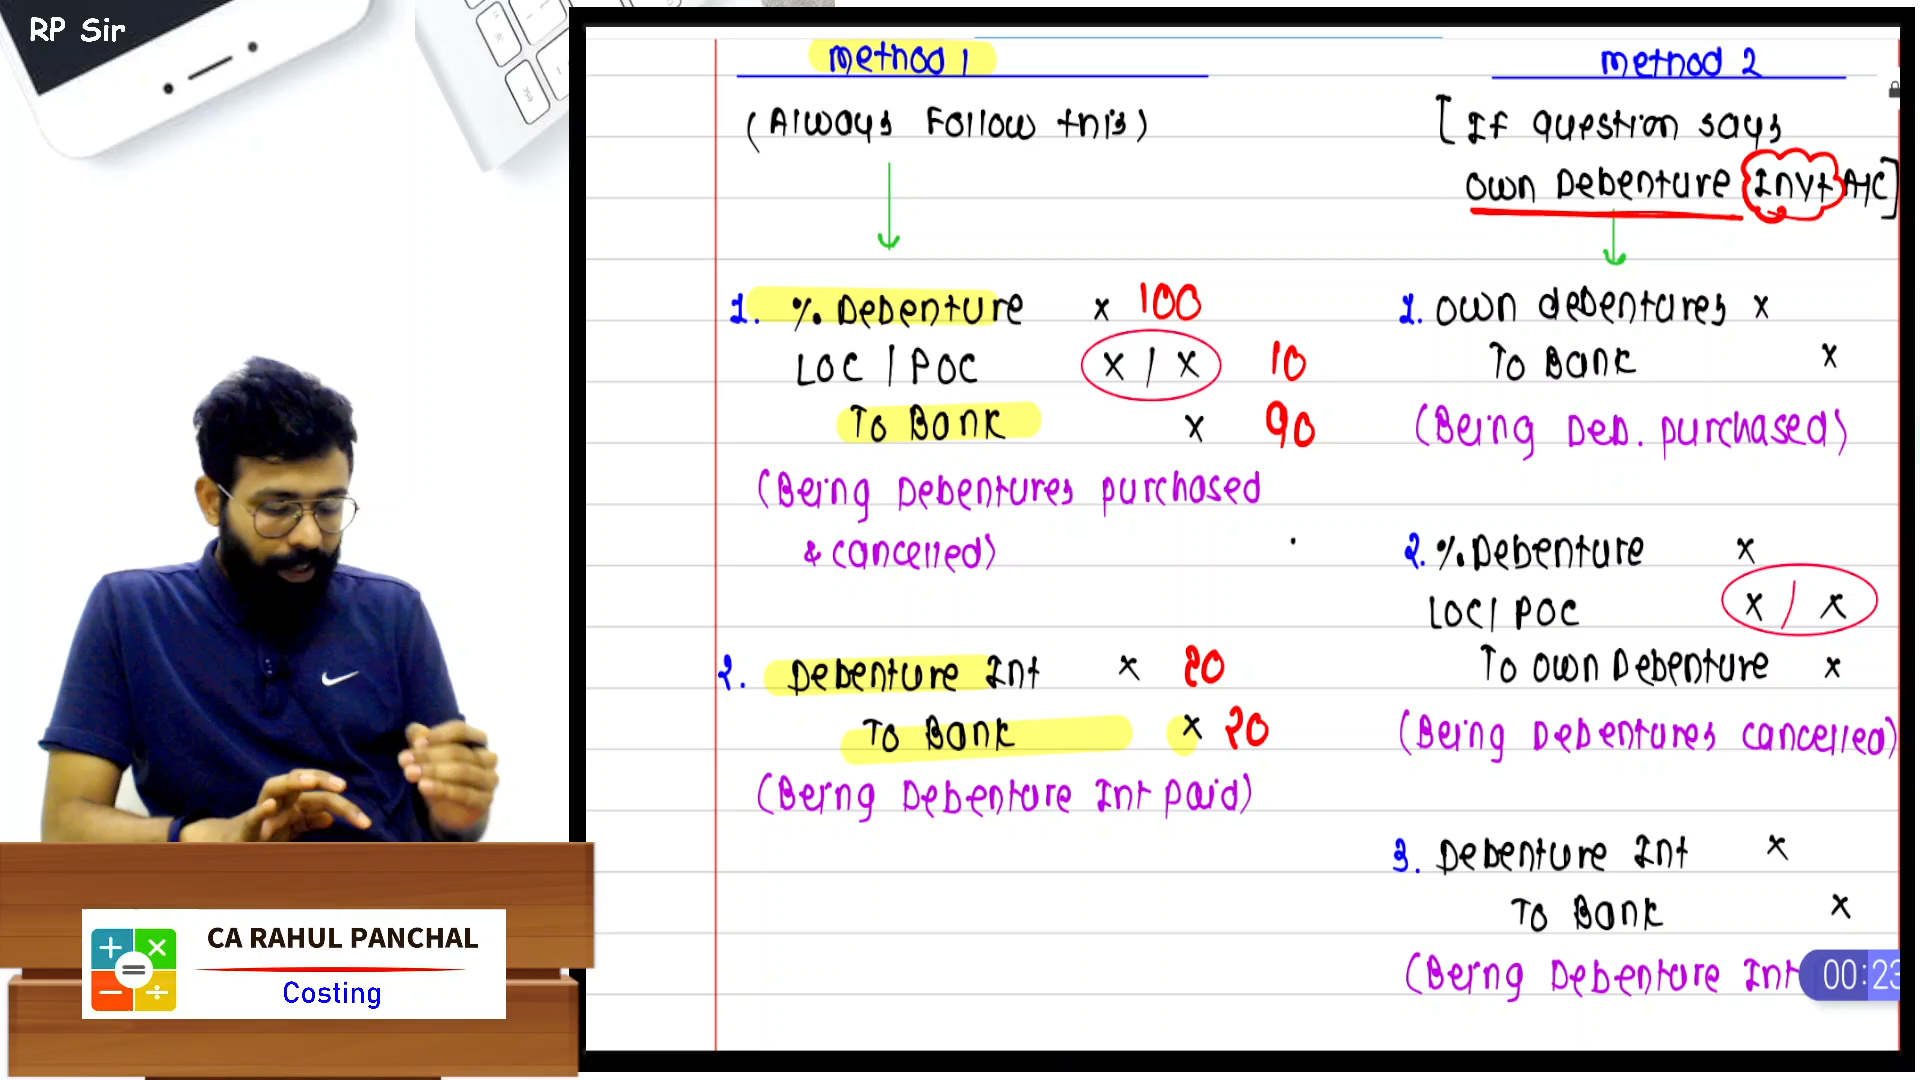 RP Sir
Method 1
(Always Follow this)
1. % Debenture x 100
LOC / POC x / x 10
To Bank x 90
(Being Debentures purchased
& cancelled)
2. Debenture Int x 20
To Bank x 20
(Being Debenture Int paid)
Method 2
[If question says
own Debenture Invt A/C]
1. own debentures x
To Bank x
(Being Deb. purchased)
2. % Debenture x
LOC / POC x / x
To own Debenture x
(Being Debentures cancelled)
3. Debenture Int x
To Bank x
(Being Debenture Int
00:23
CA RAHUL PANCHAL
Costing